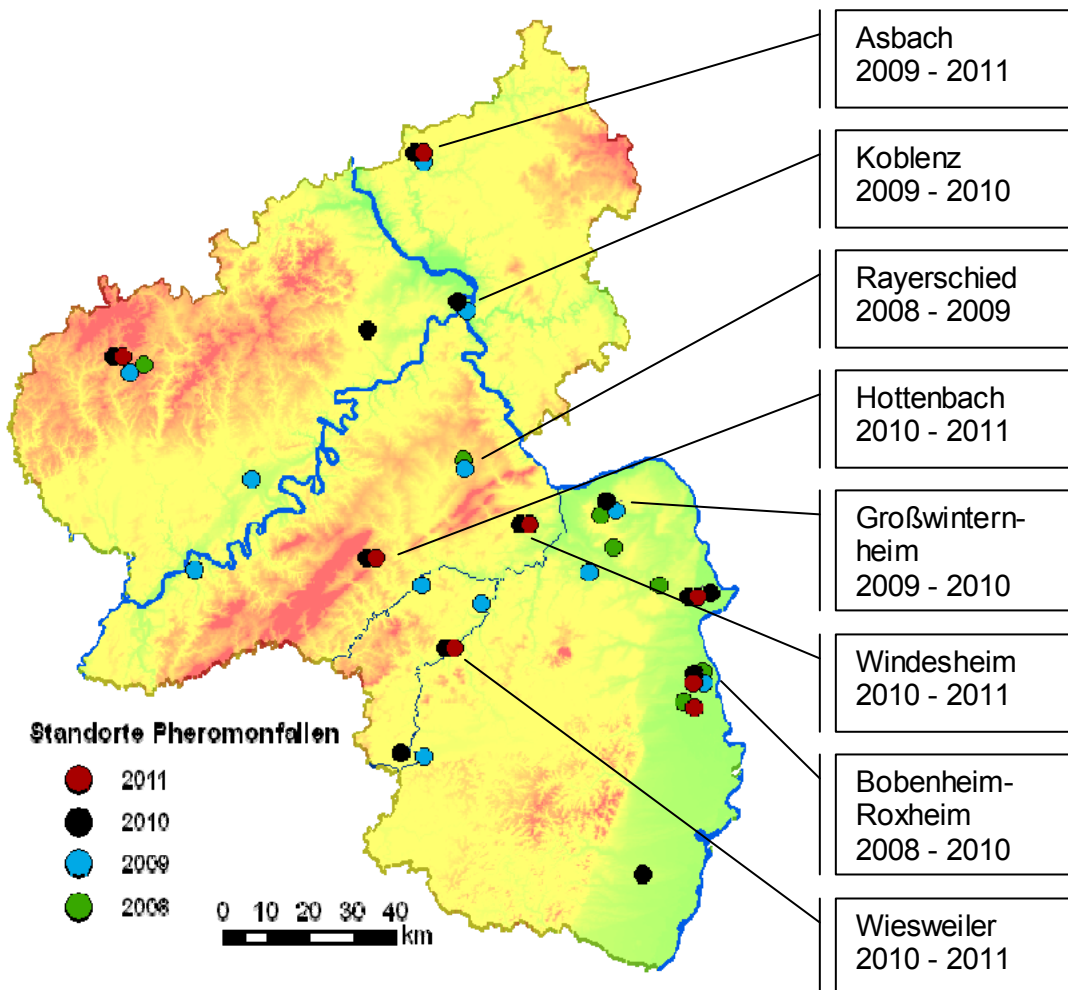 Asbach
2009 - 2011
Koblenz
2009 - 2010
Rayerschied
2008 - 2009
Hottenbach
2010 - 2011
Großwintern-
heim
2009 - 2010
Windesheim
2010 - 2011
Bobenheim-
Roxheim
2008 - 2010
Wiesweiler
2010 - 2011
Standorte Pheromonfallen
2011
2010
2009
2008
0 10 20 30 40
km